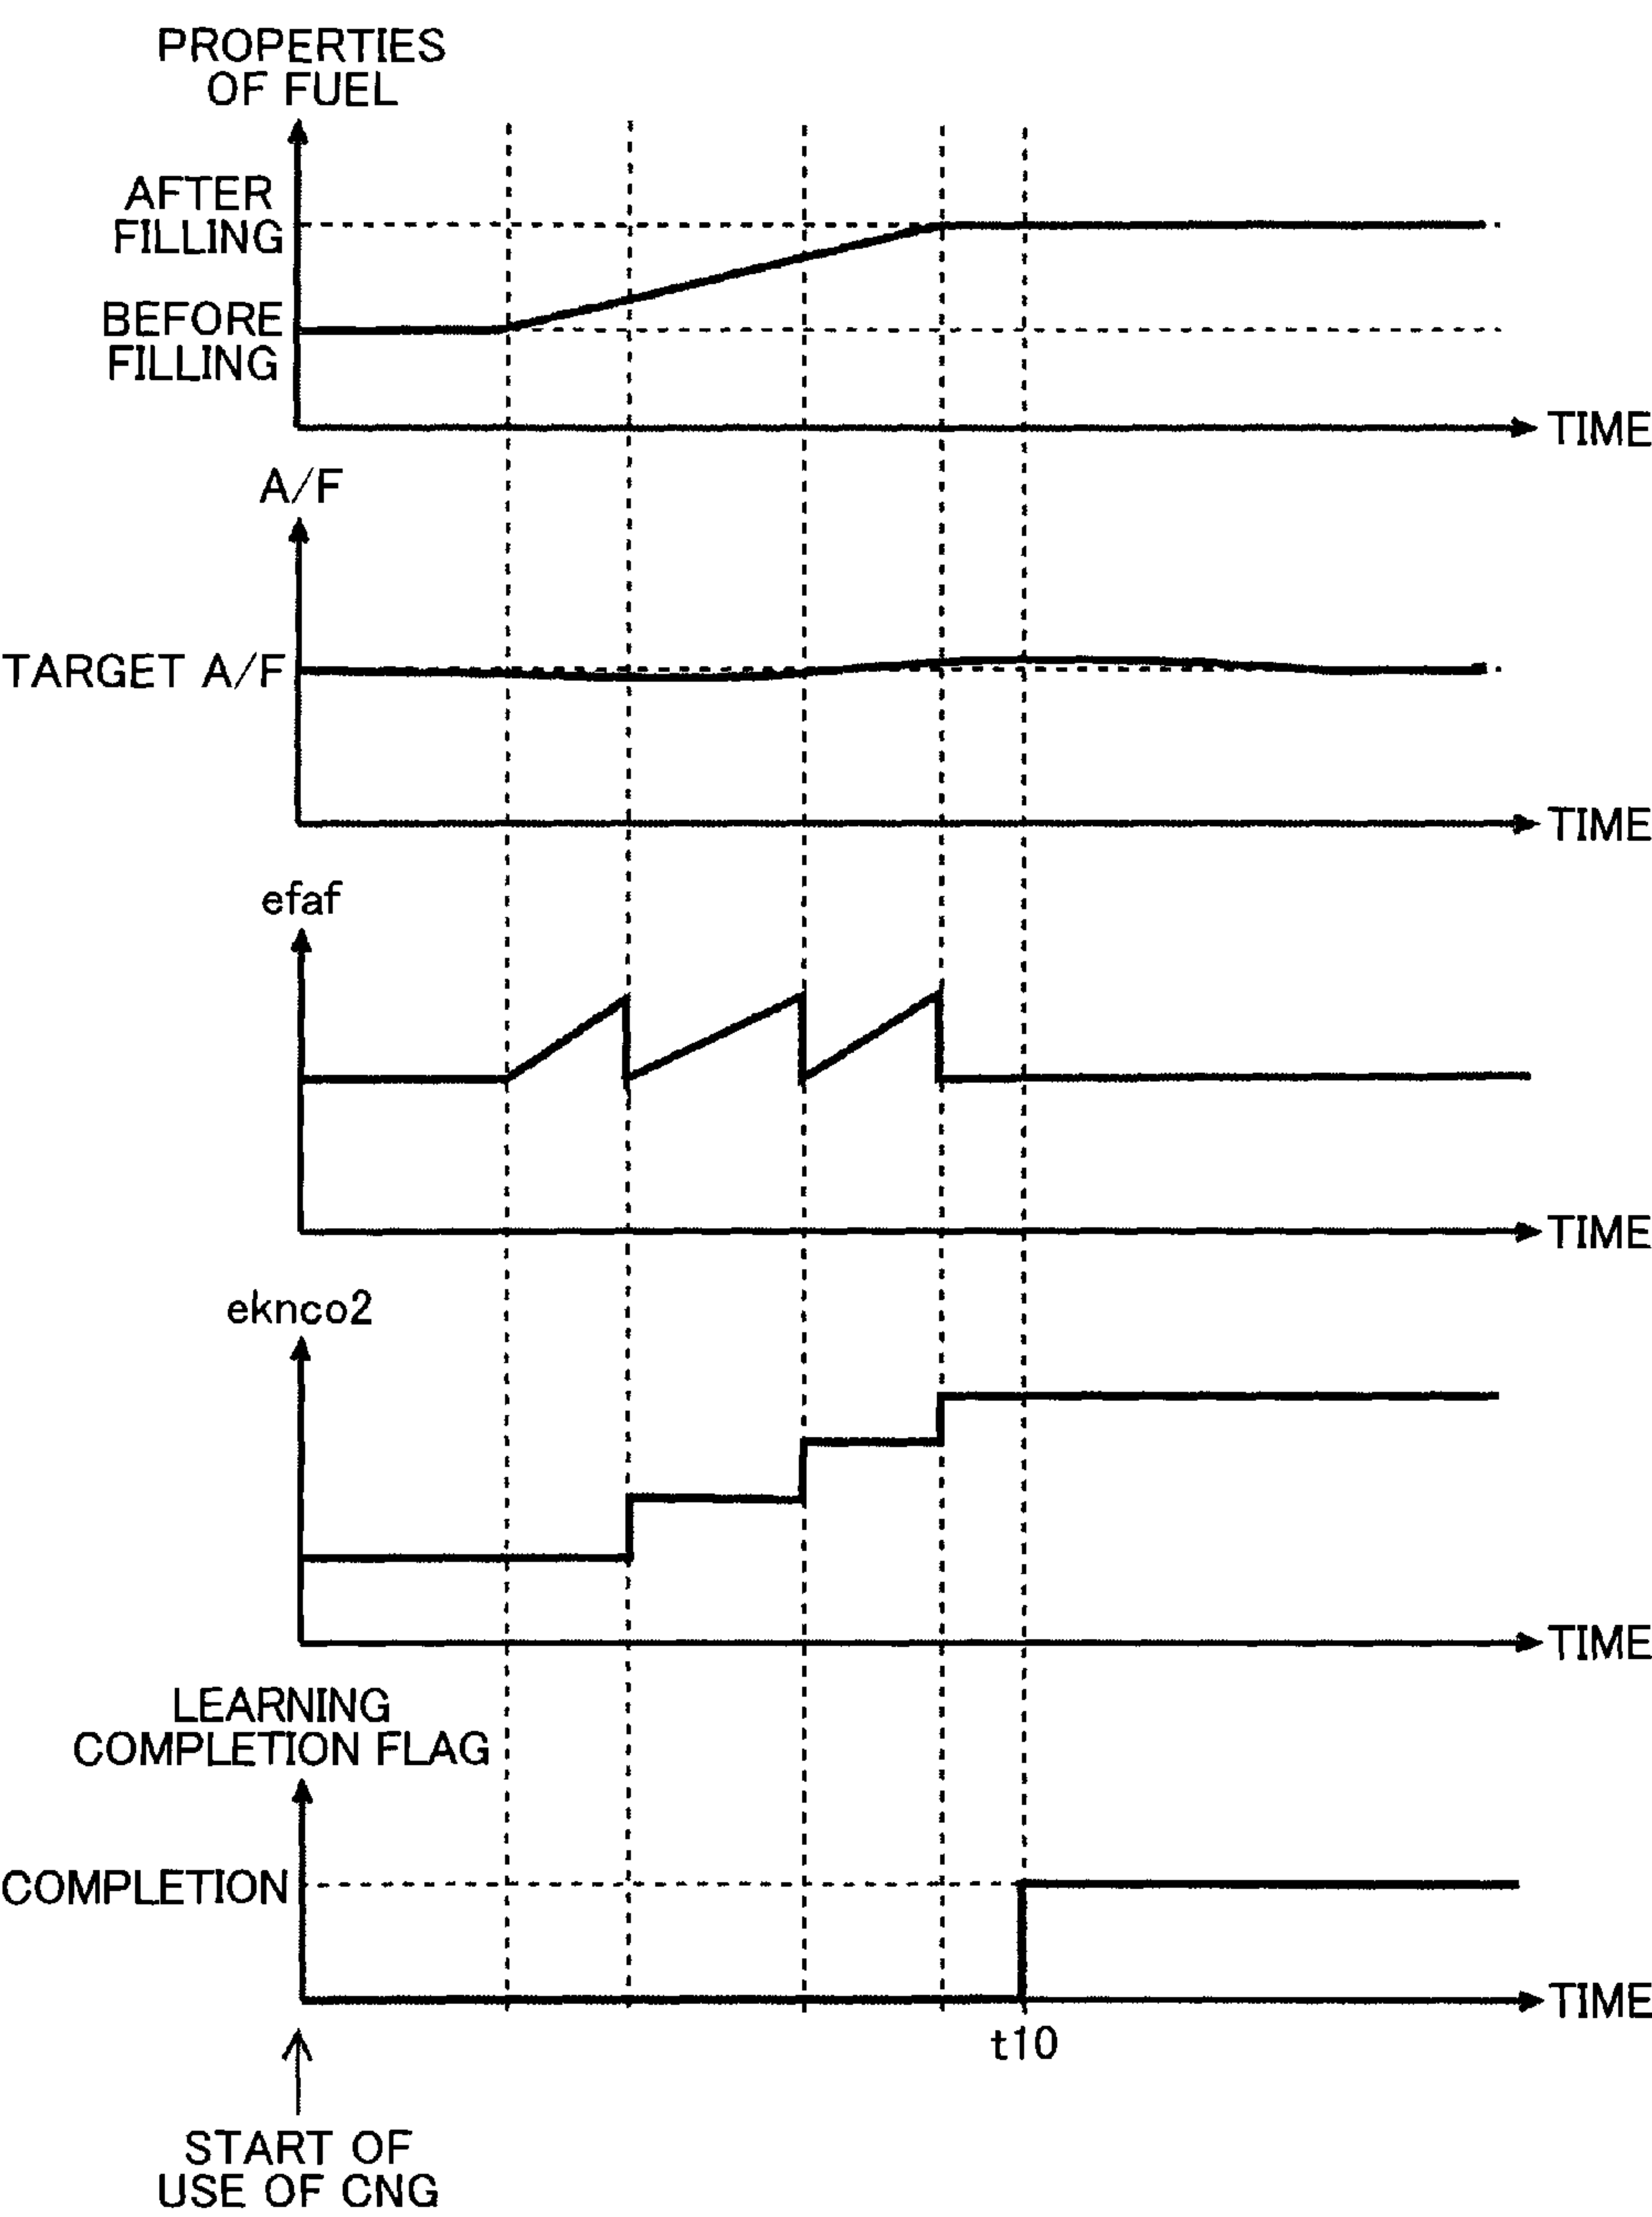 PROPERTIES
OF FUEL
AFTER
FILLING
BEFORE
FILLING
TIME
A/F
TARGET A/F
TIME
efaf
TIME
eknco2
TIME
LEARNING
COMPLETION FLAG
COMPLETION
TIME
t10
START OF
USE OF CNG